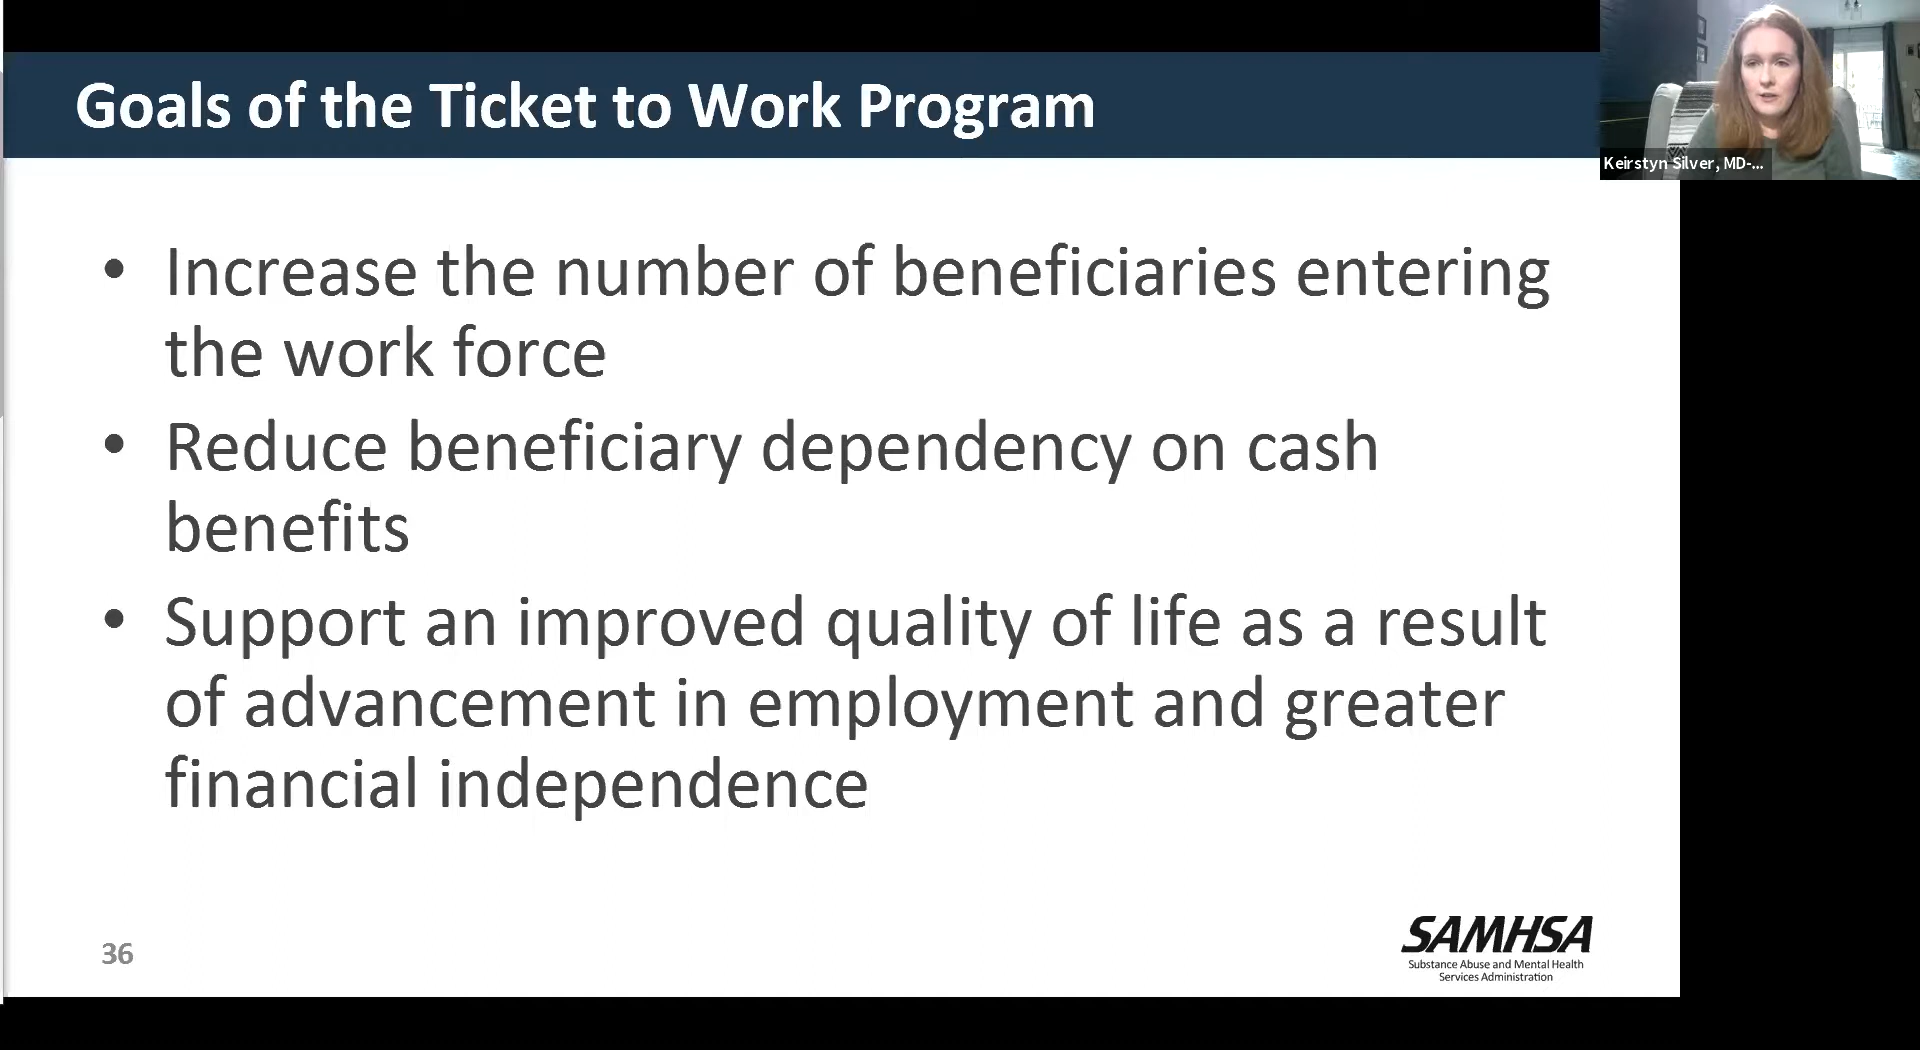 Goals of the Ticket to Work Program
Keirstyn Silver, MD-...
• Increase the number of beneficiaries entering
the work force
• Reduce beneficiary dependency on cash
benefits
• Support an improved quality of life as a result
of advancement in employment and greater
financial independence
36
SAMHSA
Substance Abuse and Mental Health
Services Administration